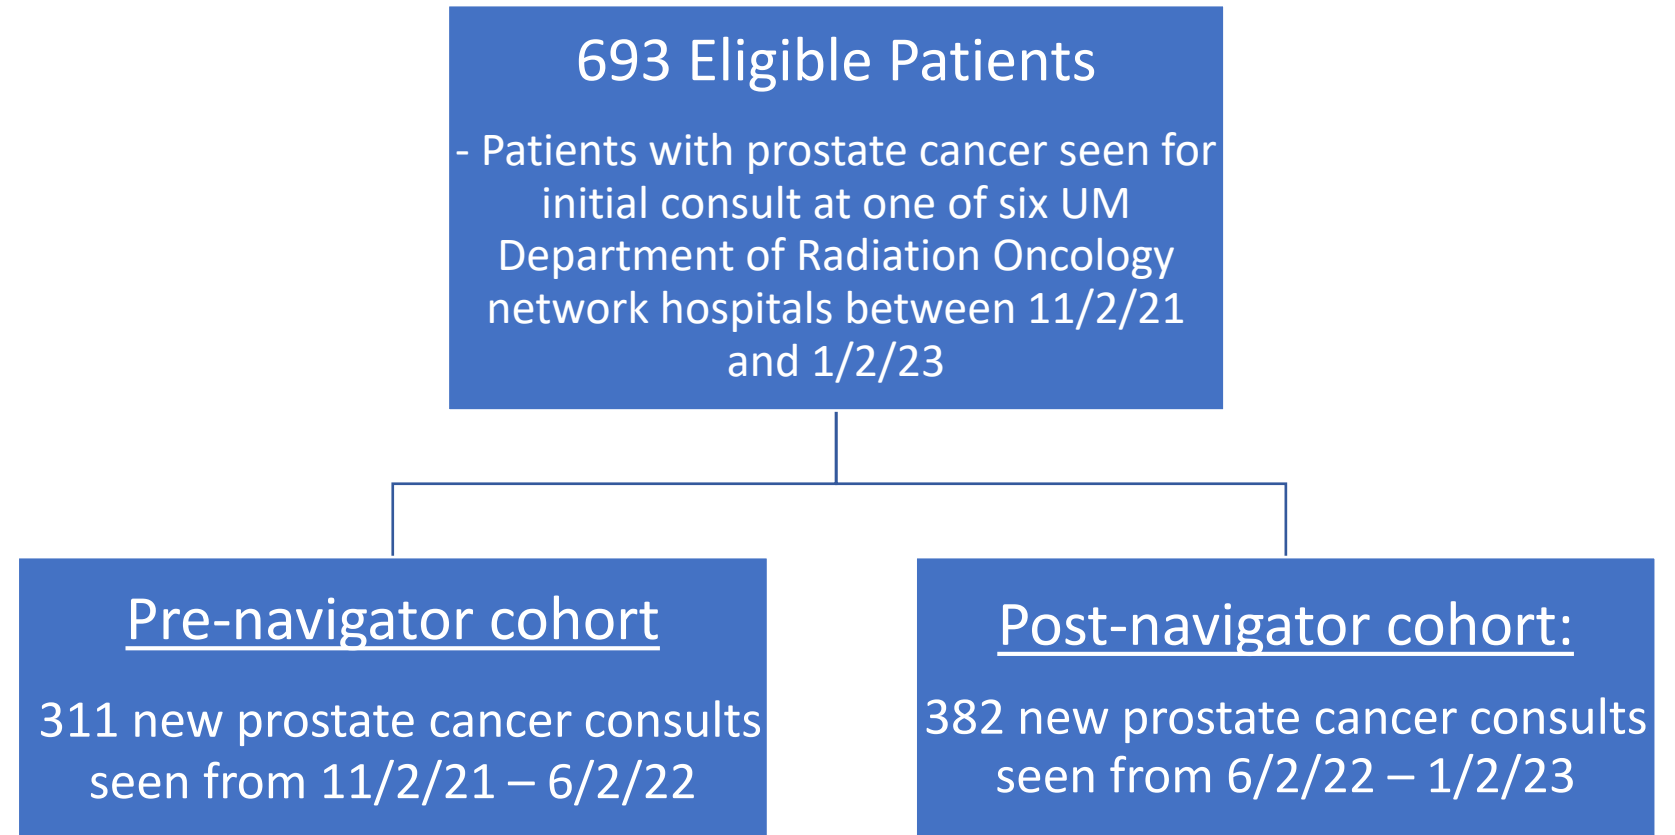 693 Eligible Patients
- Patients with prostate cancer seen for
initial consult at one of six UM
Department of Radiation Oncology
network hospitals between 11/2/21
and 1/2/23
Pre-navigator cohort
311 new prostate cancer consults
seen from 11/2/21 – 6/2/22
Post-navigator cohort:
382 new prostate cancer consults
seen from 6/2/22 – 1/2/23